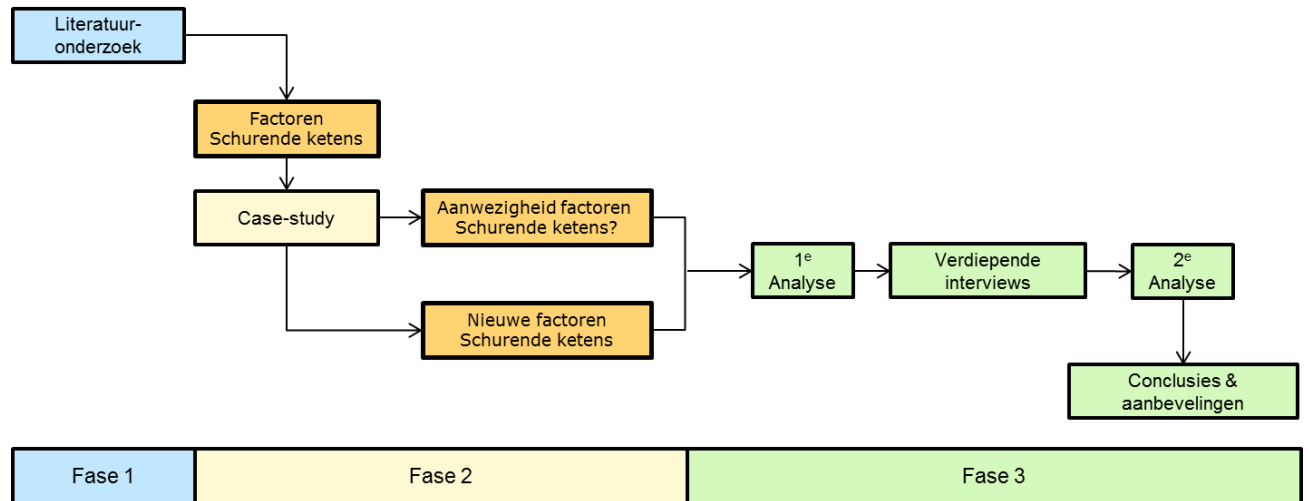 Literatuur-
onderzoek
Factoren
Schurende ketens
Case-study
Aanwezigheid factoren
Schurende ketens?
Nieuwe factoren
Schurende ketens
1e
Analyse
Verdiepende
interviews
2e
Analyse
Conclusies &
aanbevelingen
Fase 1
Fase 2
Fase 3